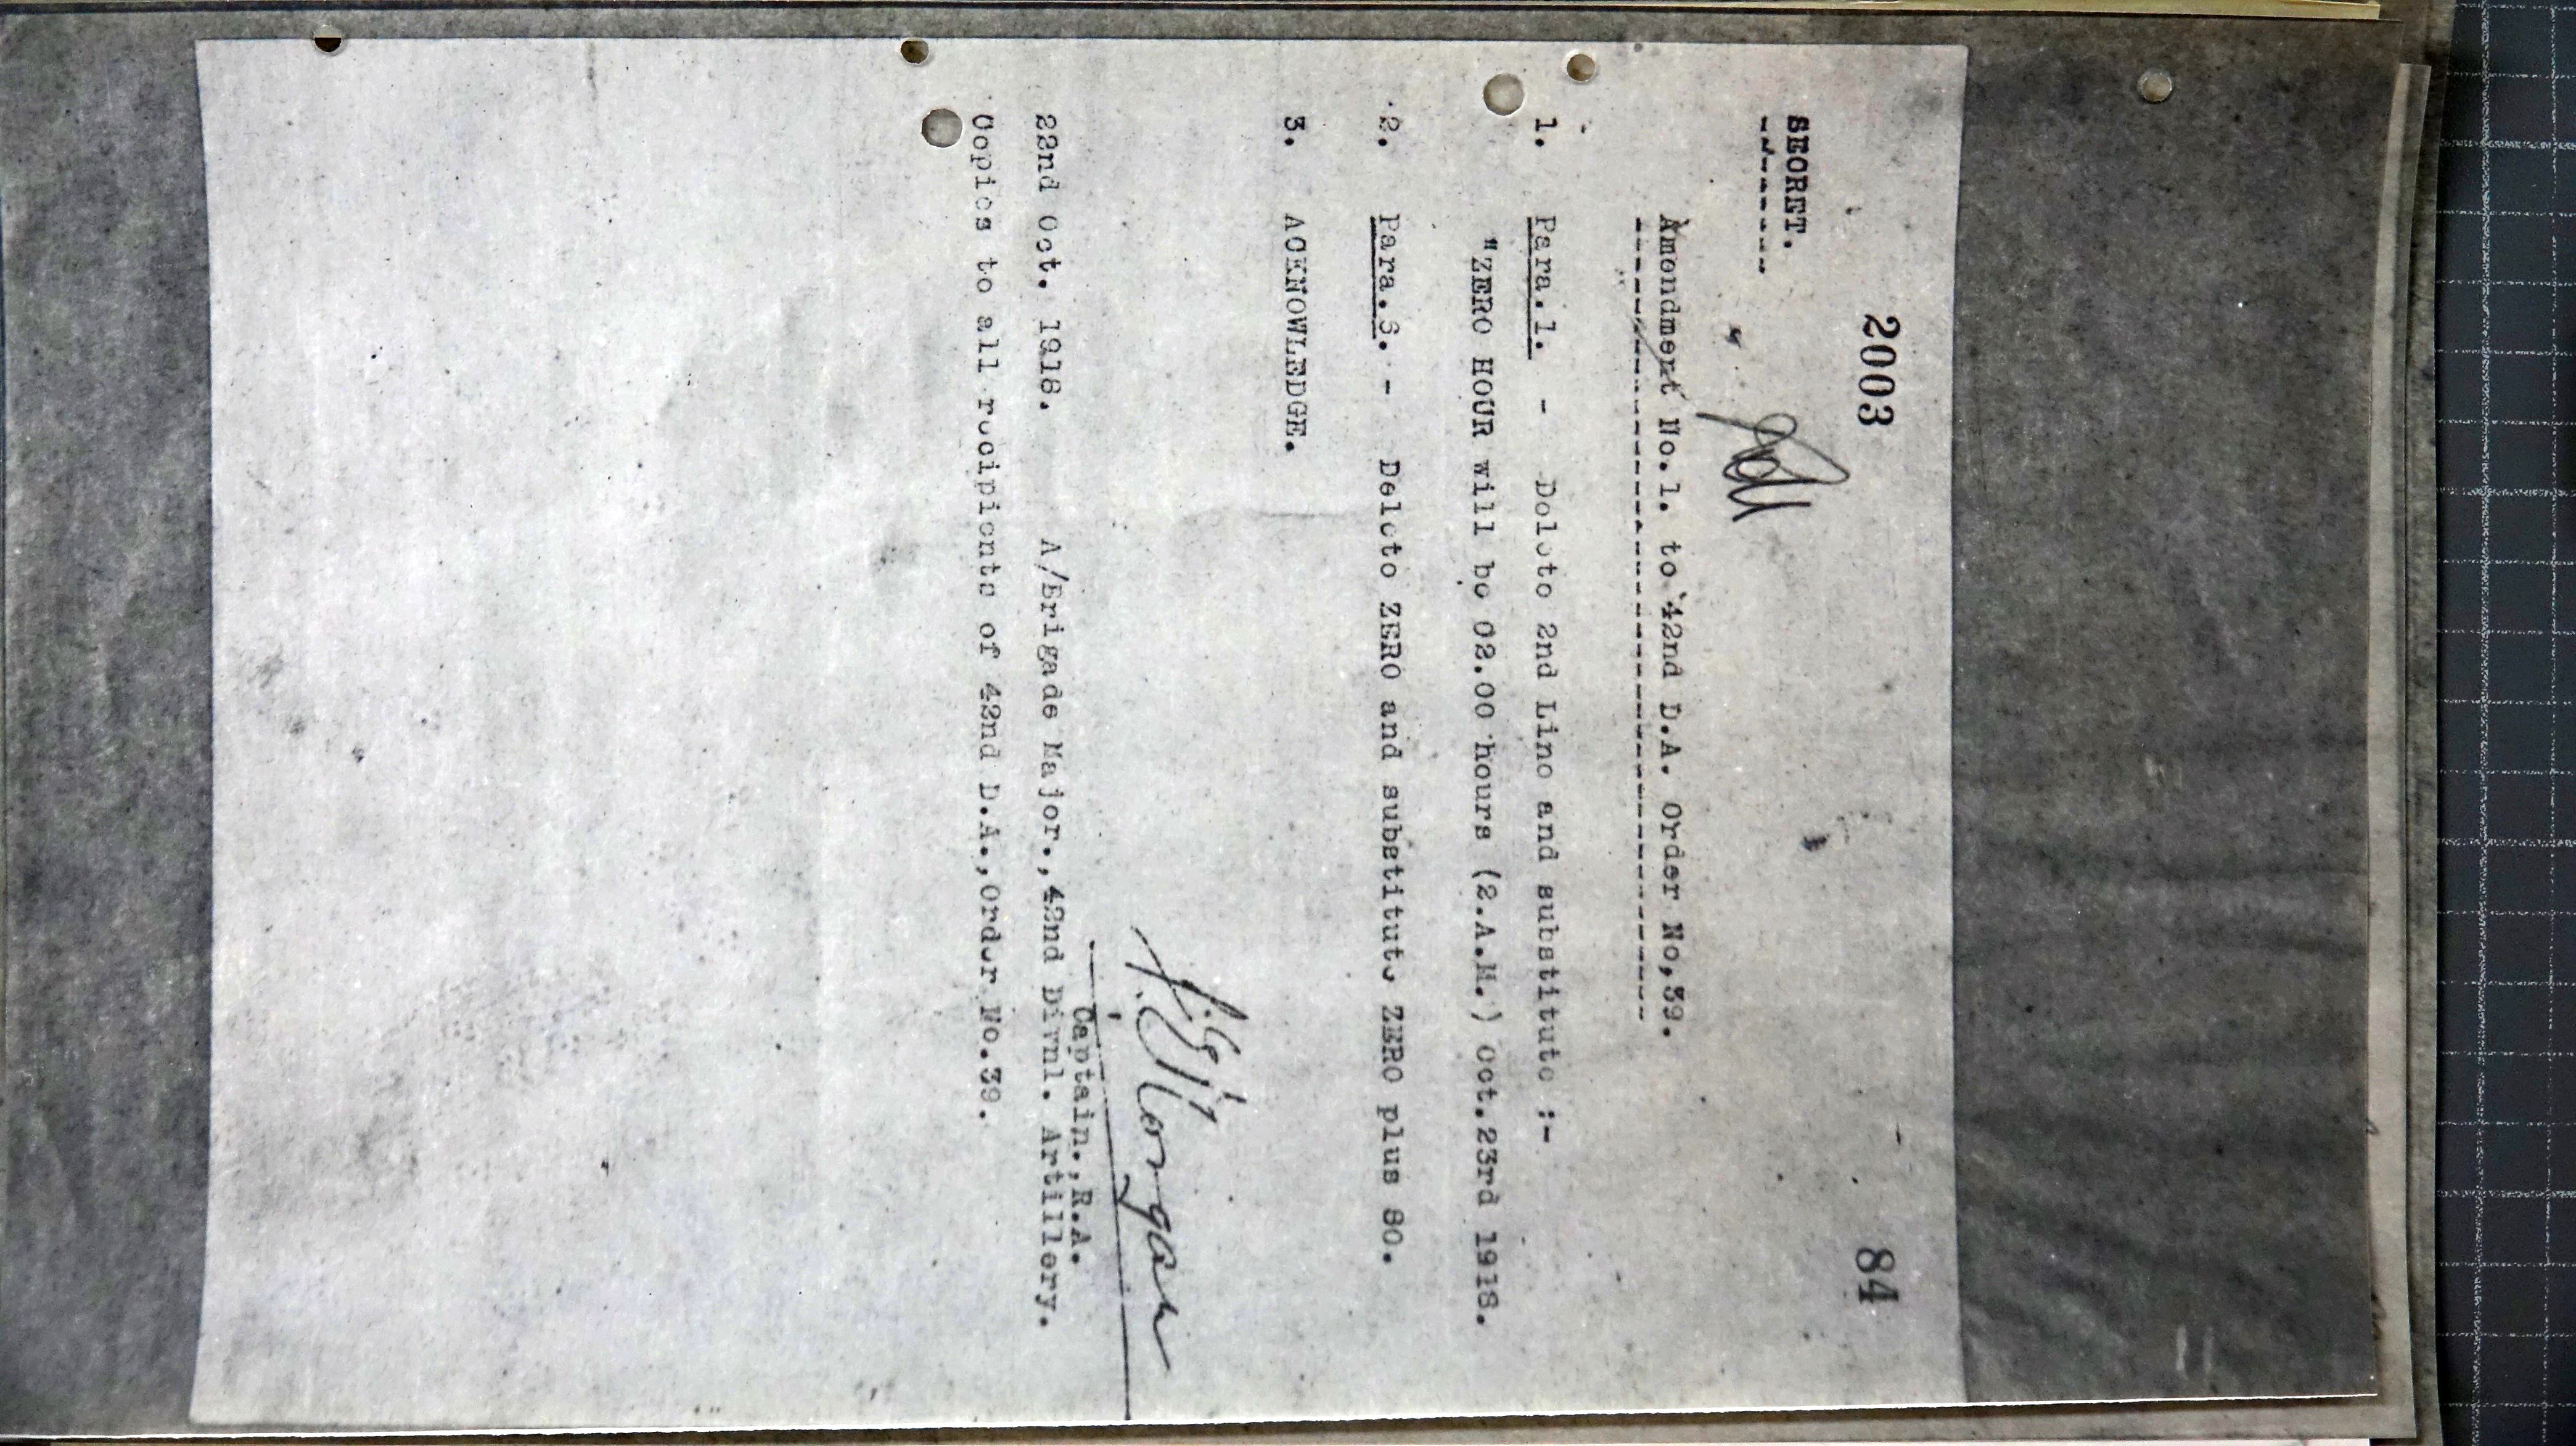 2003
84
SECRET.
Amendment No.1. to 42nd D.A. Order No,39.
1. Para.1. - Delete 2nd Line and substitute :-
"ZERO HOUR will be 02.00 hours (2.A.M.) Oct.23rd 1918.
2. Para.6. - Delete ZERO and substitute ZERO plus 80.
3. ACKNOWLEDGE.
Morgan
Captain.,R.A.
22nd Oct. 1918. A/Brigade Major.,42nd Divnl. Artillery.
Copies to all recipients of 42nd D.A.,Order No.39.